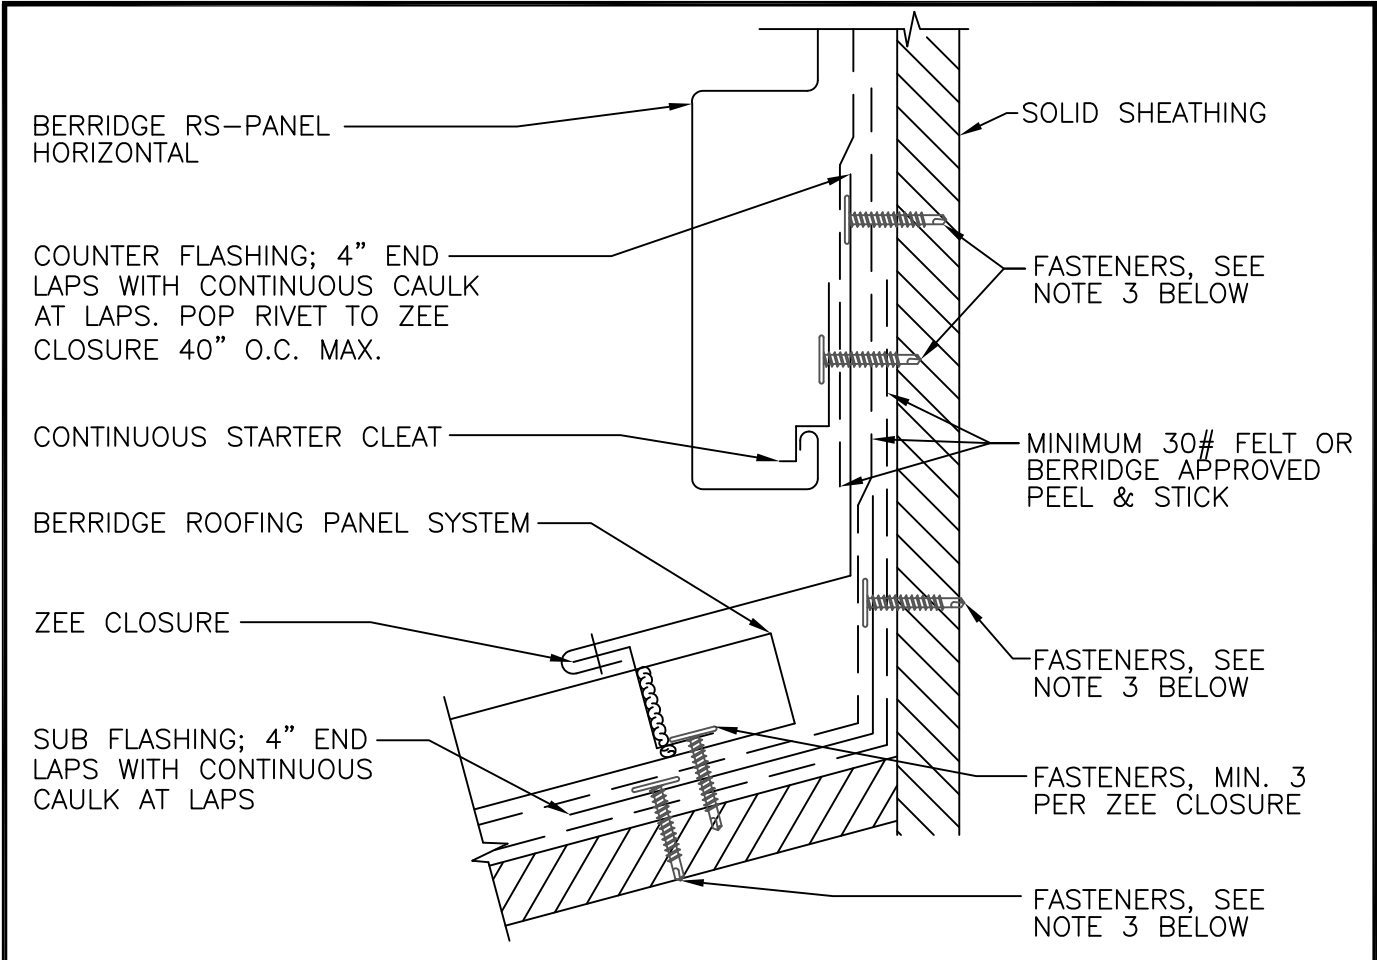 BERRIDGE RS-PANEL
HORIZONTAL
COUNTER FLASHING; 4" END
LAPS WITH CONTINUOUS CAULK
AT LAPS. POP RIVET TO ZEE
CLOSURE 40" O.C. MAX.
CONTINUOUS STARTER CLEAT
BERRIDGE ROOFING PANEL SYSTEM
ZEE CLOSURE
SUB FLASHING; 4" END
LAPS WITH CONTINUOUS
CAULK AT LAPS
SOLID SHEATHING
FASTENERS, SEE
NOTE 3 BELOW
MINIMUM 30# FELT OR
BERRIDGE APPROVED
PEEL & STICK
FASTENERS, SEE
NOTE 3 BELOW
FASTENERS, MIN. 3
PER ZEE CLOSURE
FASTENERS, SEE
NOTE 3 BELOW